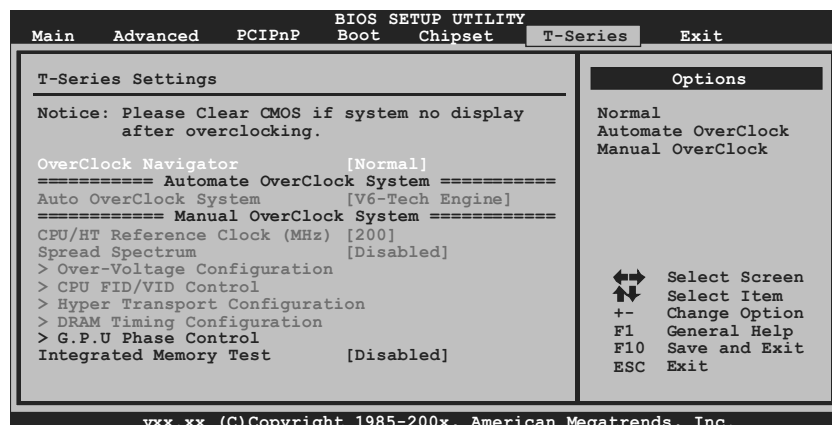 BIOS SETUP UTILITY
Main Advanced PCIPnP Boot Chipset T-Series Exit
T-Series Settings
Notice: Please Clear CMOS if system no display
after overclocking.
OverClock Navigator [Normal]
=========== Automate OverClock System ===========
Auto OverClock System [V6-Tech Engine]
============ Manual OverClock System ============
CPU/HT Reference Clock (MHz) [200]
Spread Spectrum [Disabled]
> Over-Voltage Configuration
> CPU FID/VID Control
> Hyper Transport Configuration
> DRAM Timing Configuration
> G.P.U Phase Control
Integrated Memory Test [Disabled]
Options
Normal
Automate OverClock
Manual OverClock
Select Screen
Select Item
+- Change Option
F1 General Help
F10 Save and Exit
ESC Exit
vxx.xx (C)Copyright 1985-200x, American Megatrends, Inc.